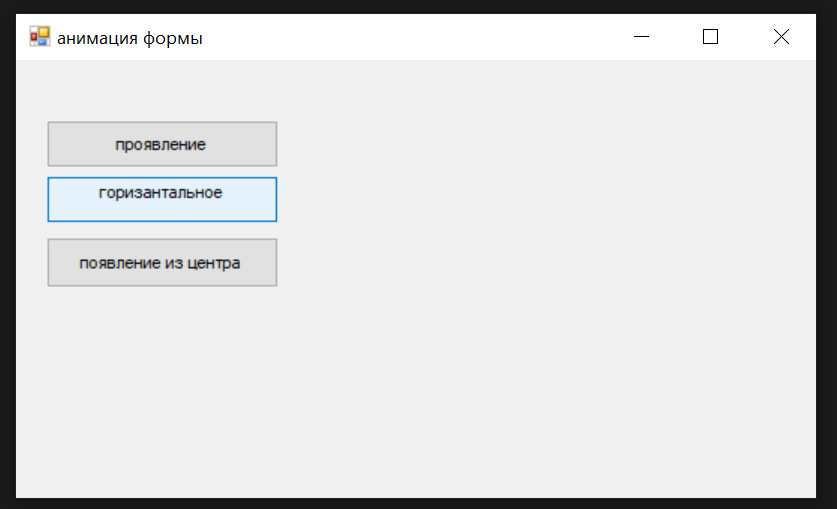 анимация формы
проявление
горизантальное
появление из центра